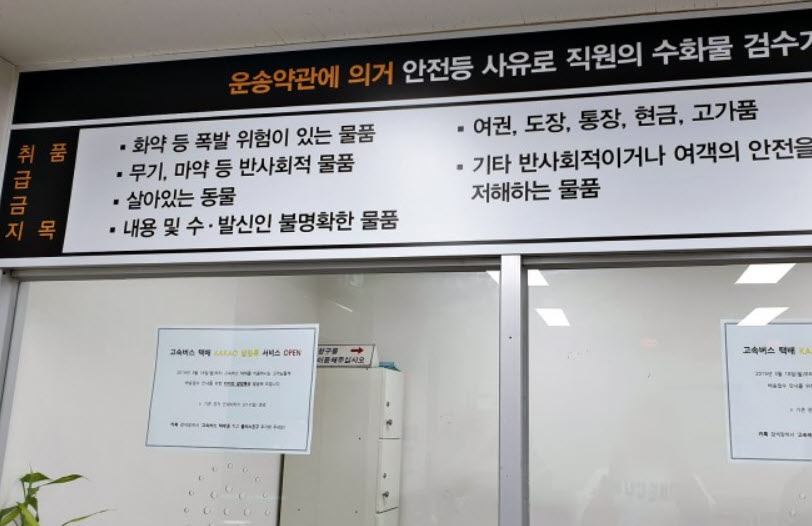 운송약관에 의거 안전등 사유로 직원의 수화물 검수
취 품
급
금
지 목
▪ 화약 등 폭발 위험이 있는 물품
▪ 무기, 마약 등 반사회적 물품
▪ 살아있는 동물
▪ 내용 및 수·발신인 불명확한 물품
▪ 여권, 도장, 통장, 현금, 고가품
▪ 기타 반사회적이거나 여객의 안전을
저해하는 물품
고속버스 택배 KAKAO 알림톡 서비스 OPEN
고속버스 택배 KA